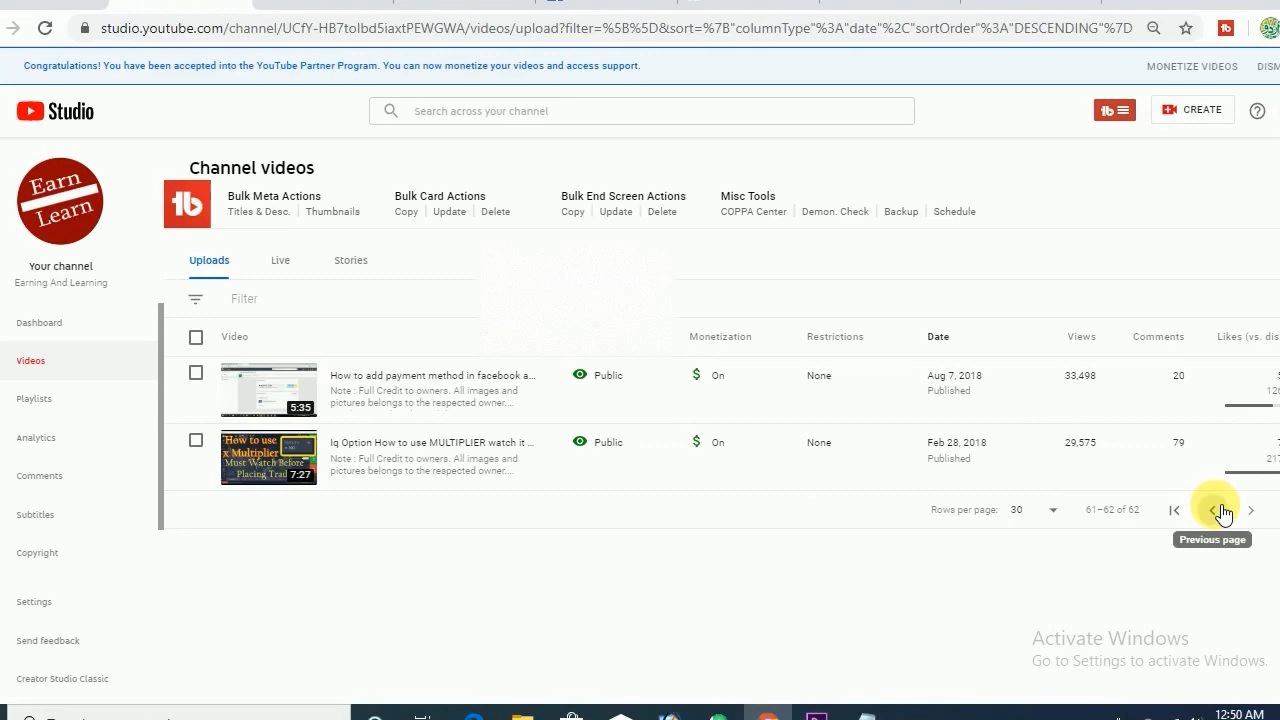 studio.youtube.com/channel/UCfY-HB7tolbd5iaxtPEWGWA/videos/upload?filter=%5B%5D&sort=%7B"columnType"%3A"date"%2C"sortOrder"%3A"DESCENDING"%7D
Congratulations! You have been accepted into the YouTube Partner Program. You can now monetize your videos and access support.
MONETIZE VIDEOS
Studio
Search across your channel
CREATE
Earn
Learn
Your channel
Earning And Learning
Dashboard
Videos
Playlists
Analytics
Comments
Subtitles
Copyright
Settings
Send feedback
Creator Studio Classic
Channel videos
Bulk Meta Actions
Titles & Desc. | Thumbnails
Bulk Card Actions
Copy | Update | Delete
Bulk End Screen Actions
Copy | Update | Delete
Misc Tools
COPPA Center | Demon. Check | Backup | Schedule
Uploads Live Stories
Filter
Video Monetization Restrictions Date Views Comments Likes (vs.
5:35
How to add payment method in facebook a...
Note : Full Credit to owners. All images and
pictures belongs to the respected owner....
Public
$ On
None
Aug 7, 2018
Published
33,498
20
How to use
x Multiplier
Must Watch Before
7:27
Iq Option How to use MULTIPLIER watch it ...
Note : Full Credit to owners. All images and
pictures belongs to the respected owner....
Public
$ On
None
Feb 28, 2018
Published
29,575
79
Rows per page: 30
61–62 of 62
Previous page
Activate Windows
Go to Settings to activate Windows.
12:50 AM